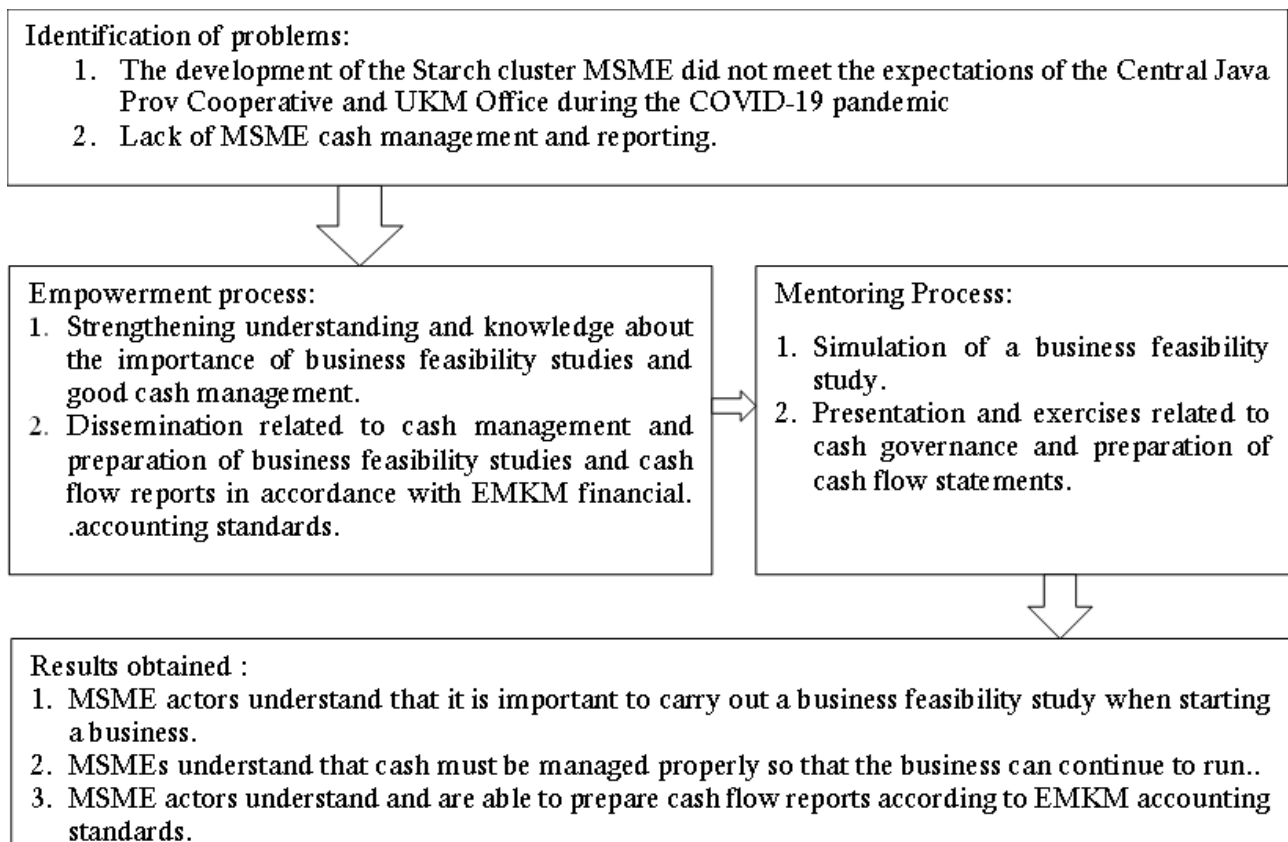 Identification of problems:
1. The development of the Starch cluster MSME did not meet the expectations of the Central Java
Prov Cooperative and UKM Office during the COVID-19 pandemic
2. Lack of MSME cash management and reporting.
Empowerment process:
1. Strengthening understanding and knowledge about
the importance of business feasibility studies and
good cash management.
2. Dissemination related to cash management and
preparation of business feasibility studies and cash
flow reports in accordance with EMKM financial.
.accounting standards.
Mentoring Process:
1. Simulation of a business feasibility
study.
2. Presentation and exercises related to
cash governance and preparation of
cash flow statements.
Results obtained :
1. MSME actors understand that it is important to carry out a business feasibility study when starting
a business.
2. MSMEs understand that cash must be managed properly so that the business can continue to run..
3. MSME actors understand and are able to prepare cash flow reports according to EMKM accounting
standards.